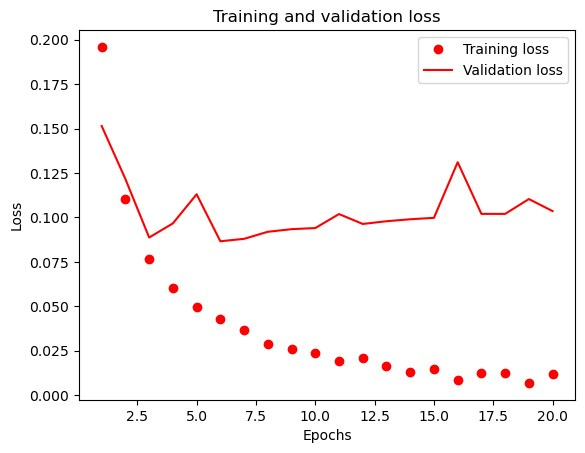 Training and validation loss
Training loss
Validation loss
Loss
0.200
0.175
0.150
0.125
0.100
0.075
0.050
0.025
0.000
2.5 5.0 7.5 10.0 12.5 15.0 17.5 20.0
Epochs